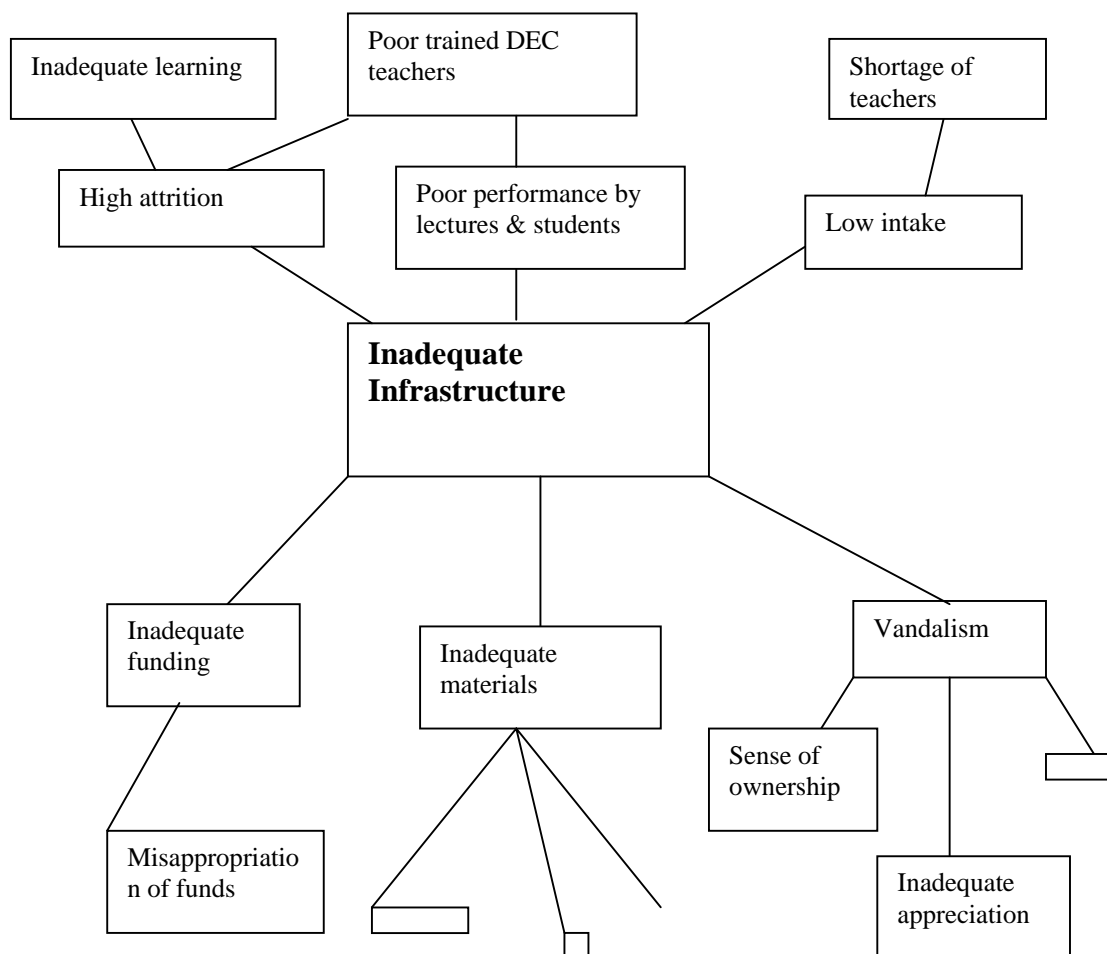 Inadequate learning
Poor trained DEC
teachers
Shortage of
teachers
High attrition
Poor performance by
lectures & students
Low intake
Inadequate
Infrastructure
Inadequate
funding
Inadequate
materials
Vandalism
Sense of
ownership
Misappropriatio
n of funds
Inadequate
appreciation